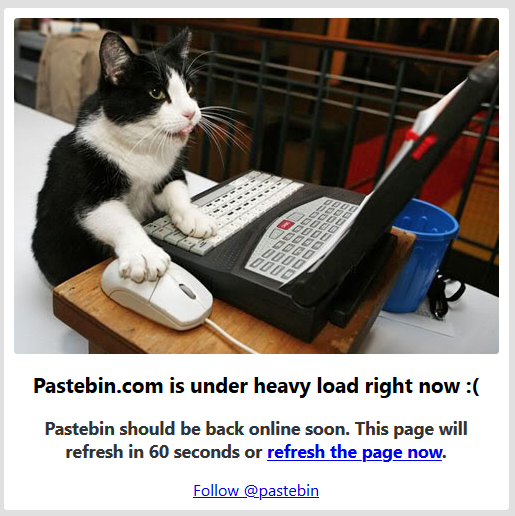 Pastebin.com is under heavy load right now :(
Pastebin should be back online soon. This page will
refresh in 60 seconds or refresh the page now.
Follow @pastebin